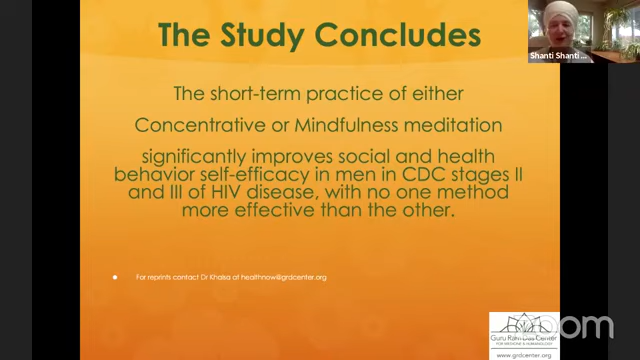 The Study Concludes
Shanti Shanti ...
The short-term practice of either
Concentrative or Mindfulness meditation
significantly improves social and health
behavior self-efficacy in men in CDC stages II
and III of HIV disease, with no one method
more effective than the other.
For reprints contact Dr Khalsa at healthnow@grdcenter.org
Guru Ram Das Center
FOR MEDICINE & HUMANOLOGY
zoom
www.grdcenter.org